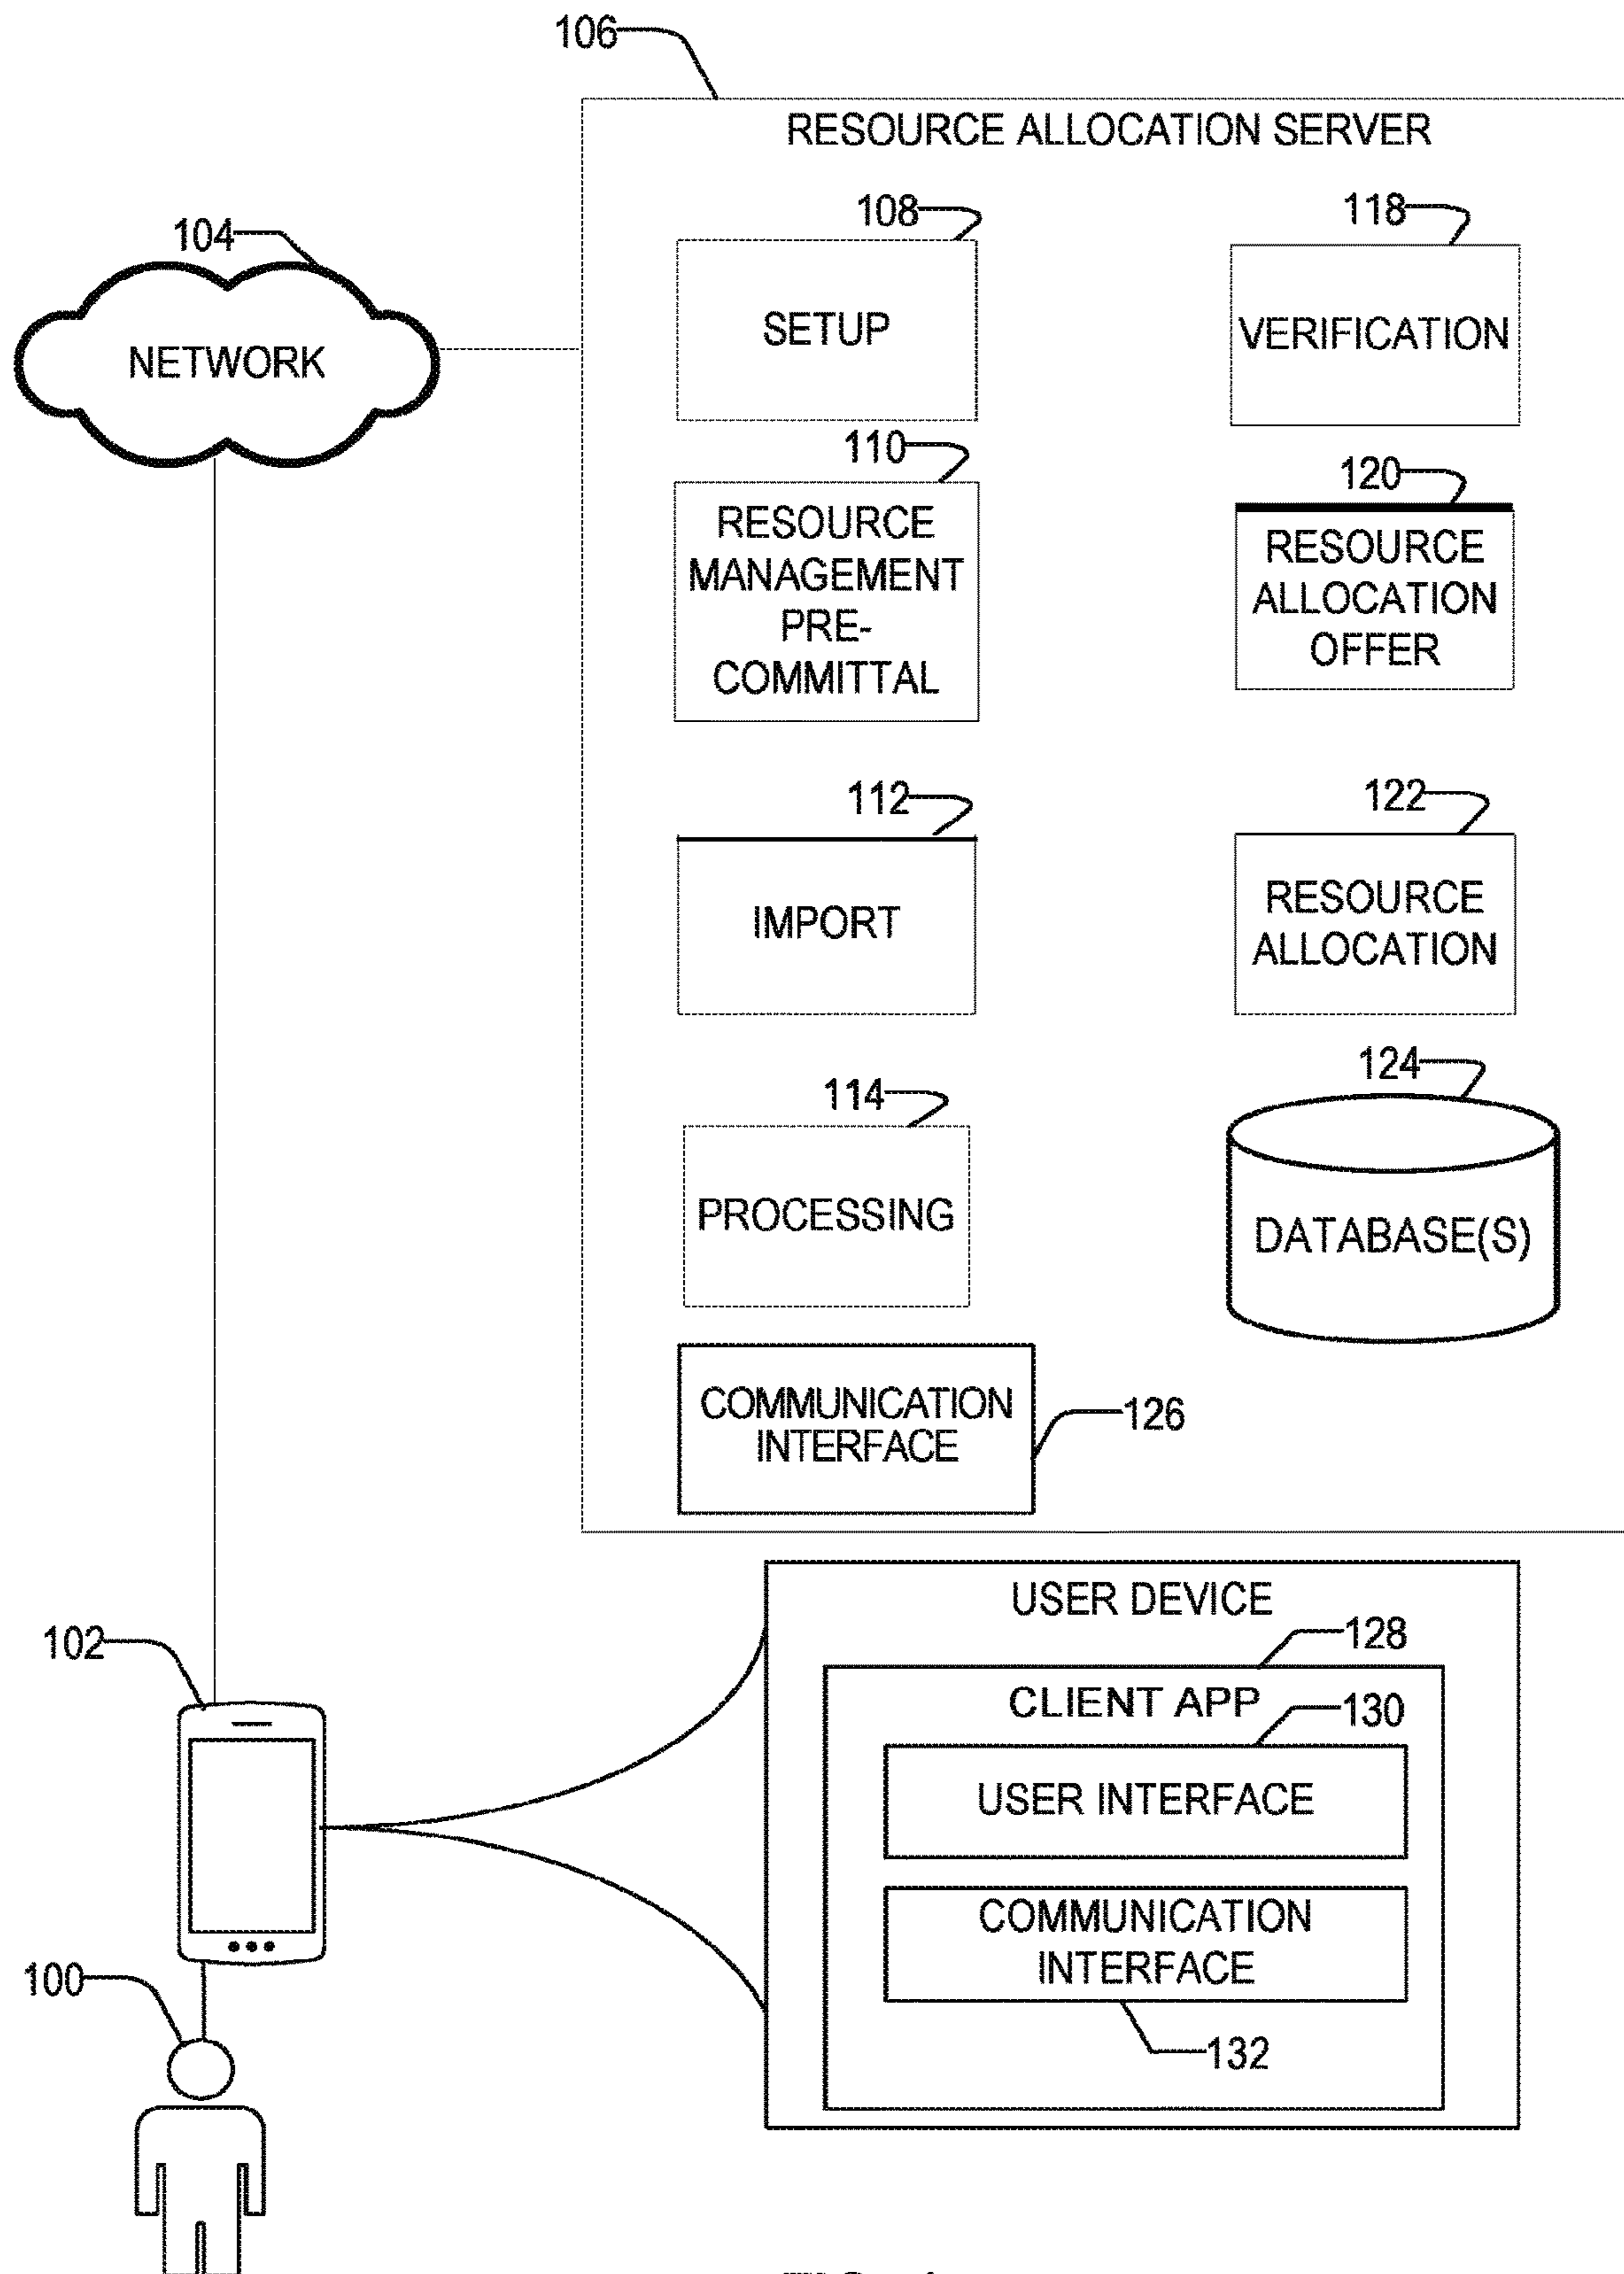 106
RESOURCE ALLOCATION SERVER
104
NETWORK
108
SETUP
118
VERIFICATION
110
RESOURCE
MANAGEMENT
PRE-
COMMITTAL
120
RESOURCE
ALLOCATION
OFFER
112
IMPORT
122
RESOURCE
ALLOCATION
114
PROCESSING
124
DATABASE(S)
COMMUNICATION
INTERFACE
126
USER DEVICE
102
128
CLIENT APP
130
USER INTERFACE
COMMUNICATION
INTERFACE
132
100